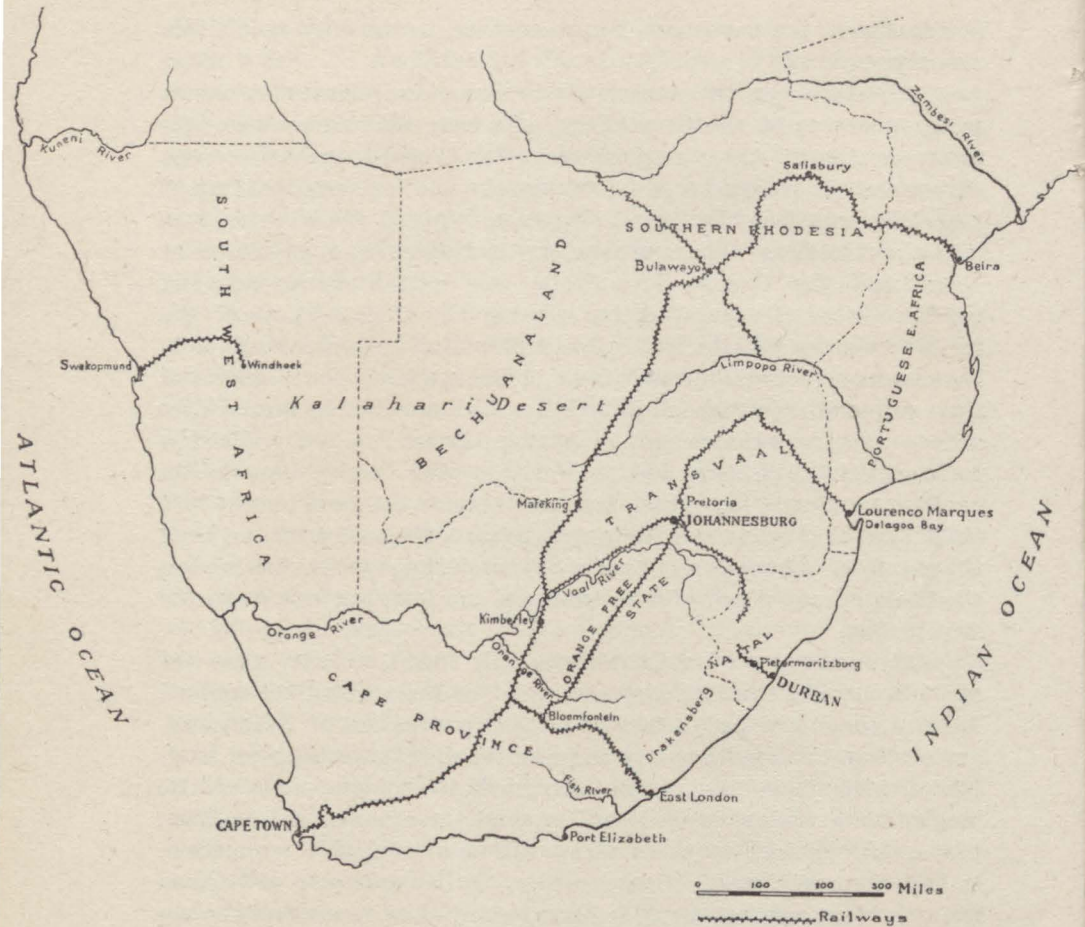 Kuneni River
Zambesi River
Salisbury
SOUTHERN RHODESIA
Bulawayo
Beira
SOUTH WEST AFRICA
Swakopmund
Windhoek
BECHUANALAND
Kalahari Desert
Limpopo River
PORTUGUESE E. AFRICA
ATLANTIC OCEAN
TRANSVAAL
Mafeking
Pretoria
JOHANNESBURG
Lourenco Marques
Delagoa Bay
INDIAN OCEAN
Vaal River
ORANGE FREE
STATE
Kimberley
Orange River
Orange River
NATAL
Pietermaritzburg
DURBAN
CAPE PROVINCE
Bloemfontein
Drakensberg
Fish River
East London
CAPE TOWN
Port Elizabeth
0 100 200 300 Miles
Railways